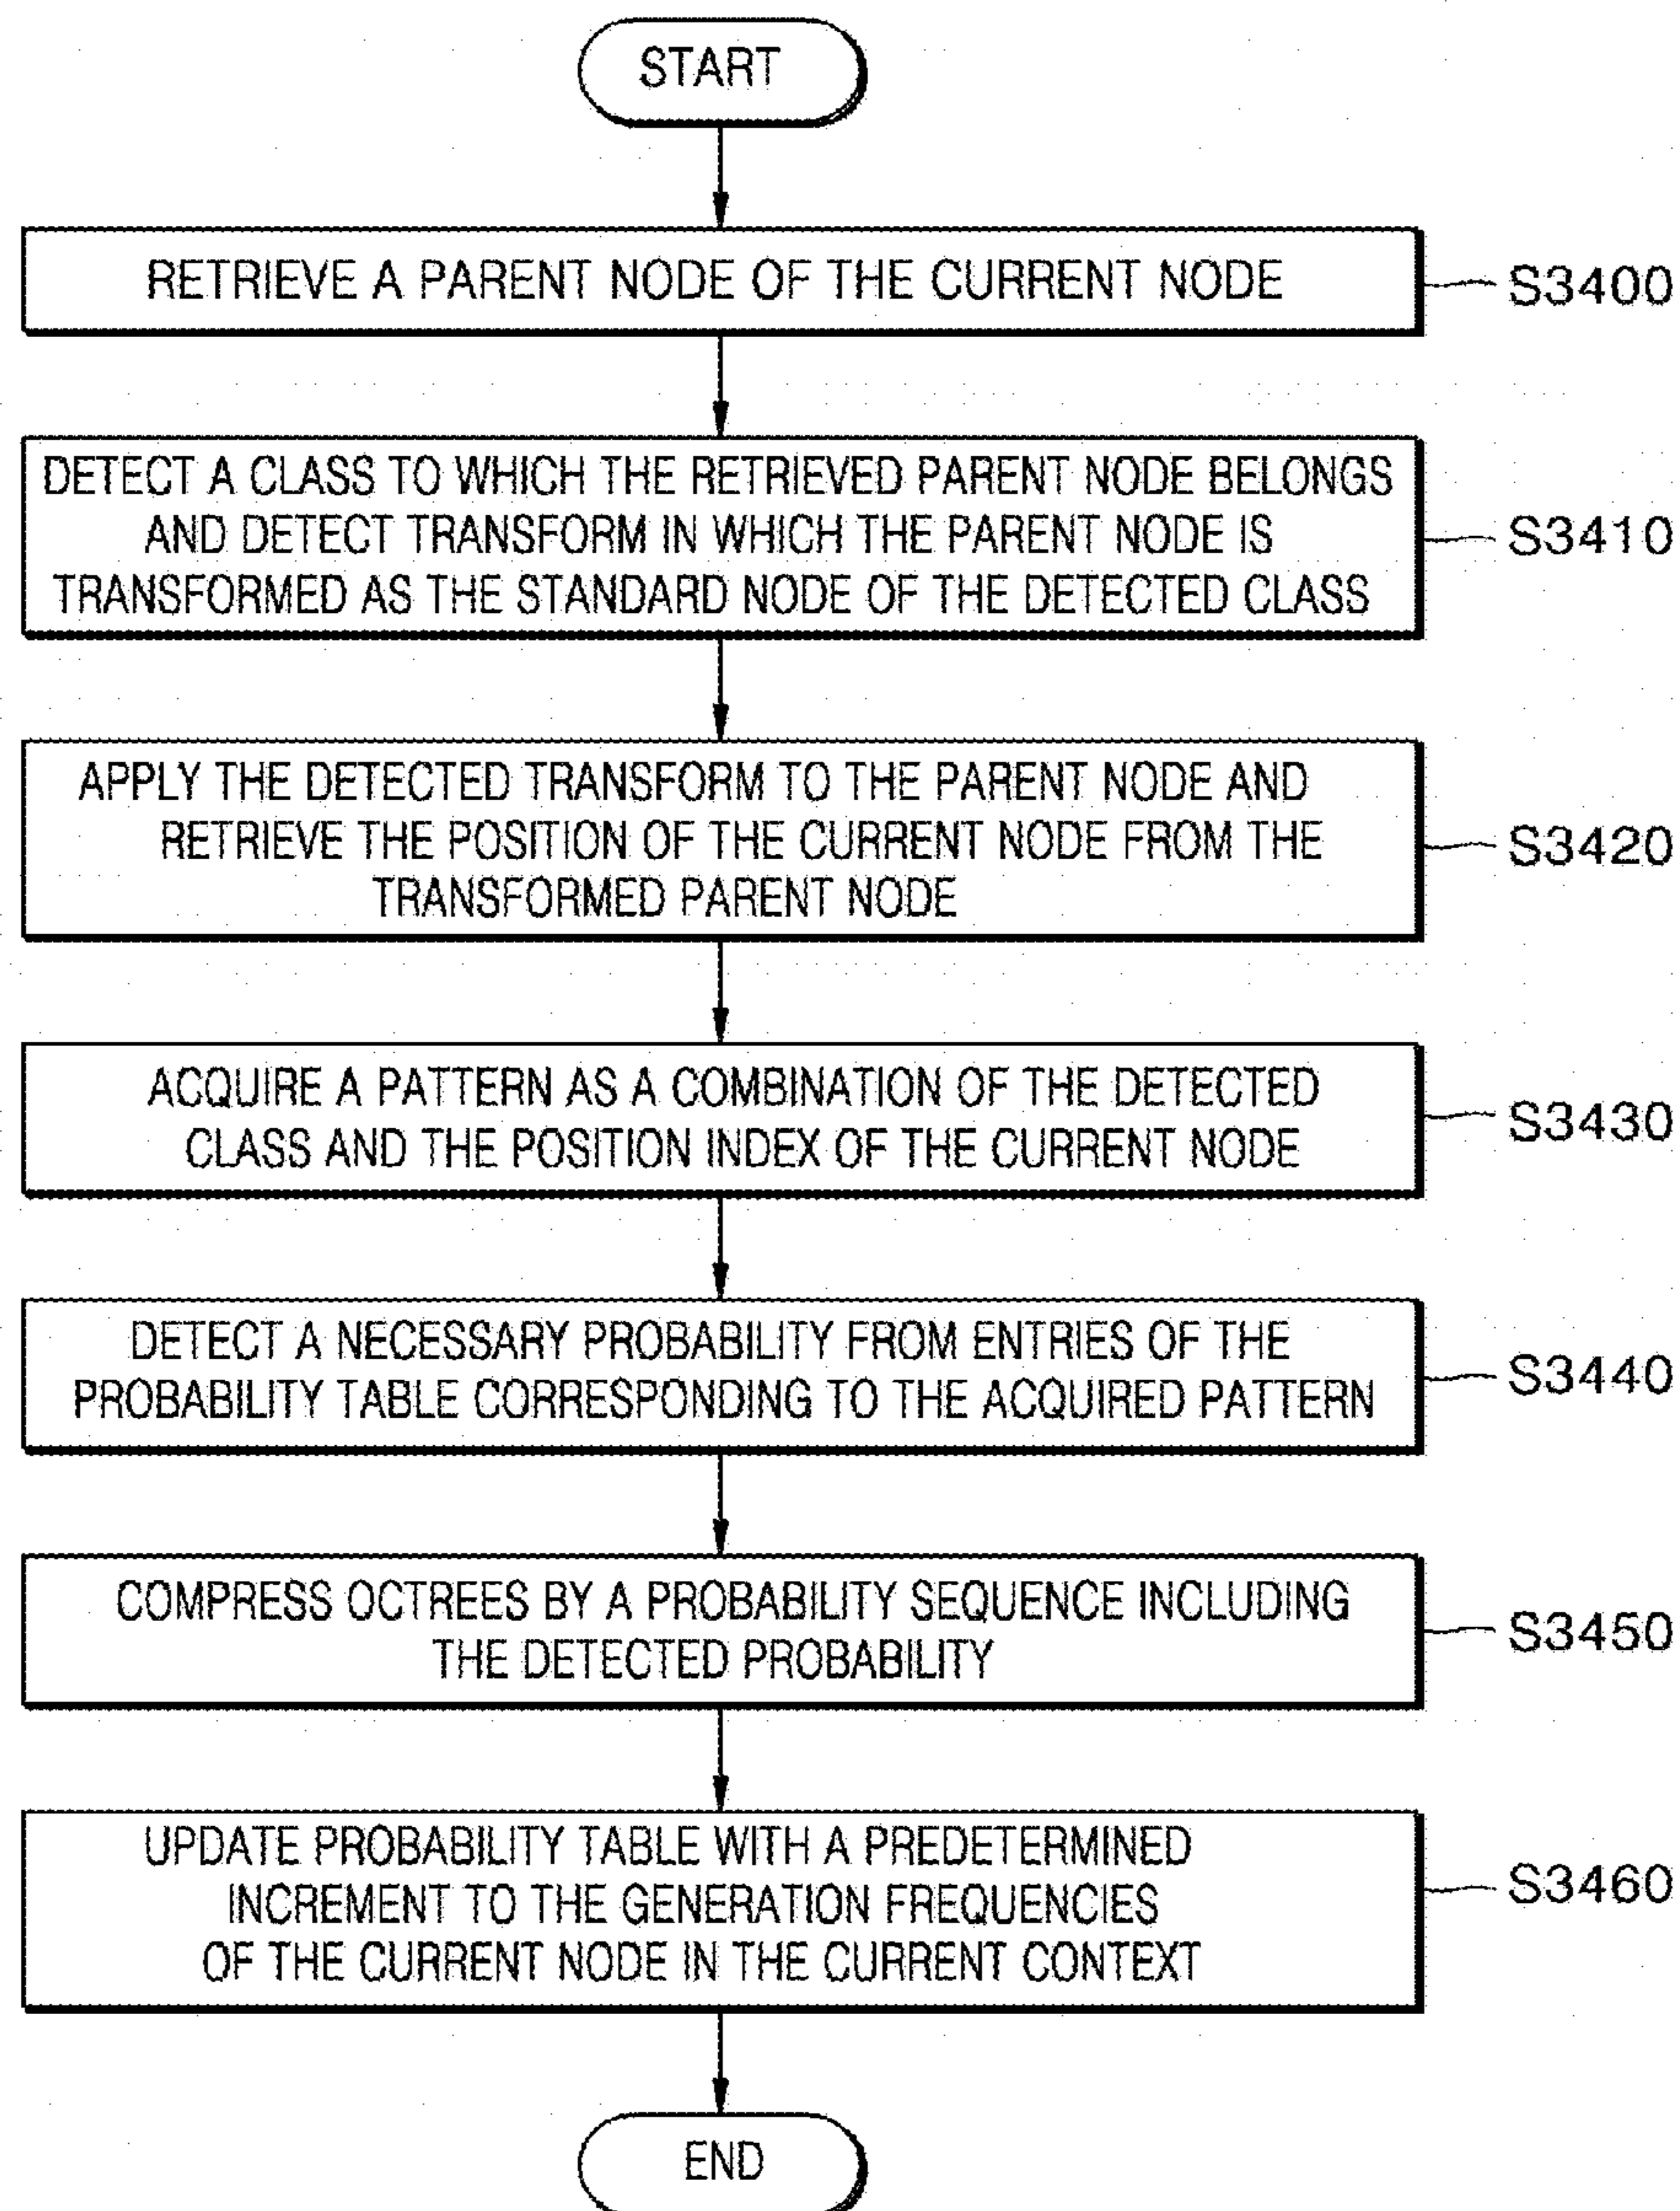 START
RETRIEVE A PARENT NODE OF THE CURRENT NODE
S3400
DETECT A CLASS TO WHICH THE RETRIEVED PARENT NODE BELONGS
AND DETECT TRANSFORM IN WHICH THE PARENT NODE IS
TRANSFORMED AS THE STANDARD NODE OF THE DETECTED CLASS
S3410
APPLY THE DETECTED TRANSFORM TO THE PARENT NODE AND
RETRIEVE THE POSITION OF THE CURRENT NODE FROM THE
TRANSFORMED PARENT NODE
S3420
ACQUIRE A PATTERN AS A COMBINATION OF THE DETECTED
CLASS AND THE POSITION INDEX OF THE CURRENT NODE
S3430
DETECT A NECESSARY PROBABILITY FROM ENTRIES OF THE
PROBABILITY TABLE CORRESPONDING TO THE ACQUIRED PATTERN
S3440
COMPRESS OCTREES BY A PROBABILITY SEQUENCE INCLUDING
THE DETECTED PROBABILITY
S3450
UPDATE PROBABILITY TABLE WITH A PREDETERMINED
INCREMENT TO THE GENERATION FREQUENCIES
OF THE CURRENT NODE IN THE CURRENT CONTEXT
S3460
END